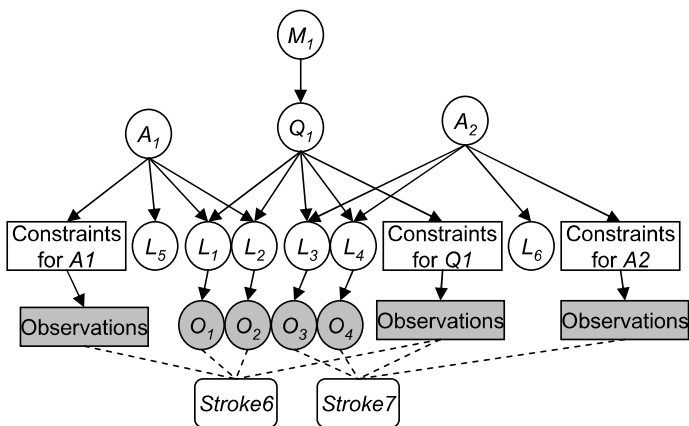 M1
A1
Q1
A2
Constraints
for A1
L5
L1
L2
L3
L4
Constraints
for Q1
L6
Constraints
for A2
Observations
O1
O2
O3
O4
Observations
Observations
Stroke6
Stroke7